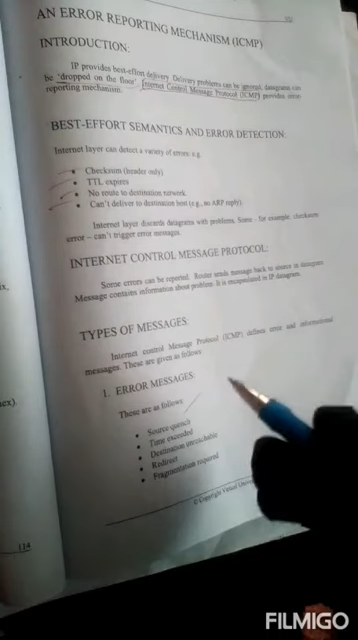 AN ERROR REPORTING MECHANISM (ICMP)
INTRODUCTION:
IP provides best-effort delivery. Delivery problems can be ignored, datagrams can
be 'dropped on the floor'. Internet Control Message Protocol (ICMP) provides error-
reporting mechanism.
BEST-EFFORT SEMANTICS AND ERROR DETECTION:
Internet layer can detect a variety of errors: e.g.
• Checksum (header only)
• TTL expires
• No route to destination network.
• Can't deliver to destination host (e.g., no ARP reply).
Internet layer discards datagrams with problems. Some - for example: checksum
error – can't trigger error messages.
INTERNET CONTROL MESSAGE PROTOCOL:
Some errors can be reported. Router sends message back to source in datagram.
Message contains information about problem. It is encapsulated in IP datagram.
TYPES OF MESSAGES:
Internet control Message Protocol (ICMP) defines error and informational
messages. These are given as follows:
1. ERROR MESSAGES:
These are as follows:
• Source quench
• Time exceeded
• Destination unreachable
• Redirect
• Fragmentation required
© Copyright Virtual
114
FILMIGO